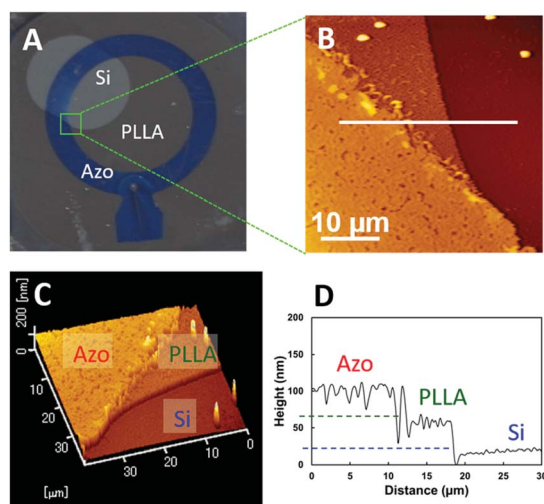 A
Si
PLLA
Azo
B
10 μm
C
200
[nm]
0
Azo
PLLA
Si
10
20
30
[μm]
30
20
10
0
D
Height (nm)
200
150
100
50
0
Azo
PLLA
Si
0 5 10 15 20 25 30
Distance (μm)